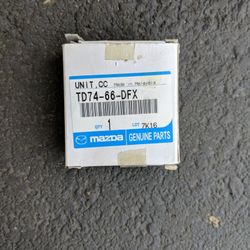 UNIT,CC Made in Malaysia
TD74-66-DFX
QTY 1 LOT 7K16
mazda GENUINE PARTS